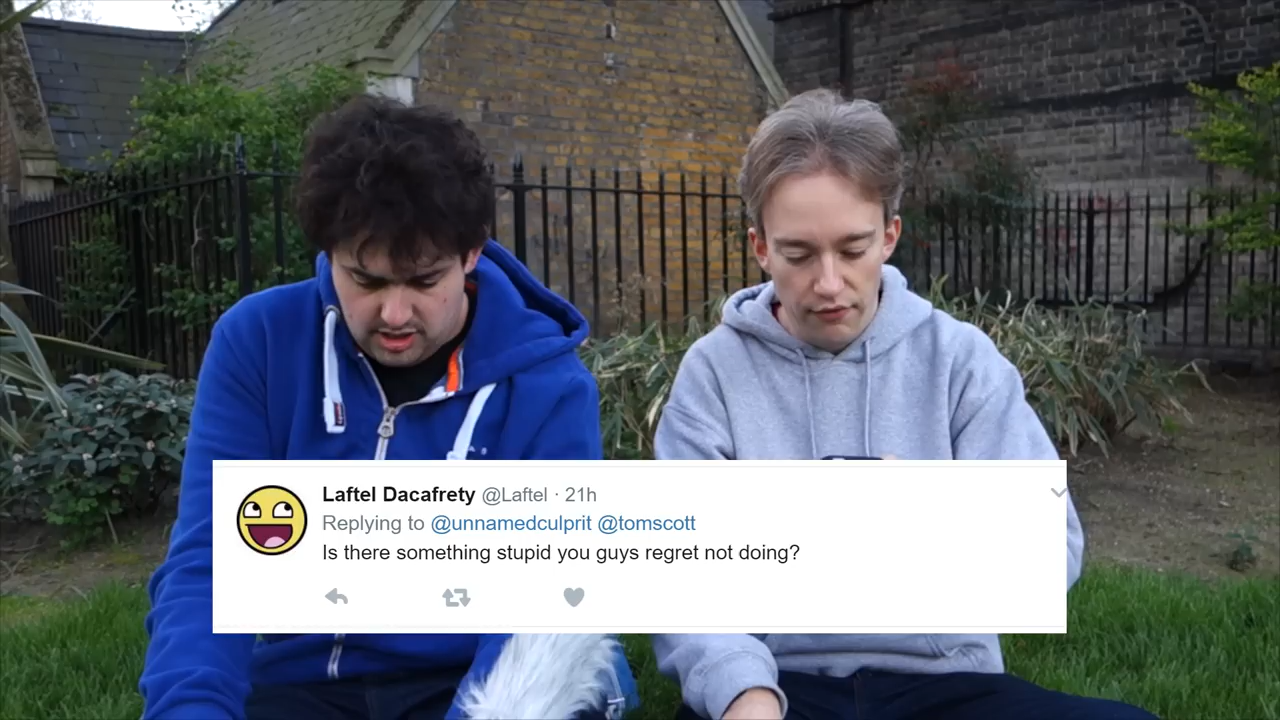 Laftel Dacafrety @Laftel · 21h
Replying to @unnamedculprit @tomscott
Is there something stupid you guys regret not doing?